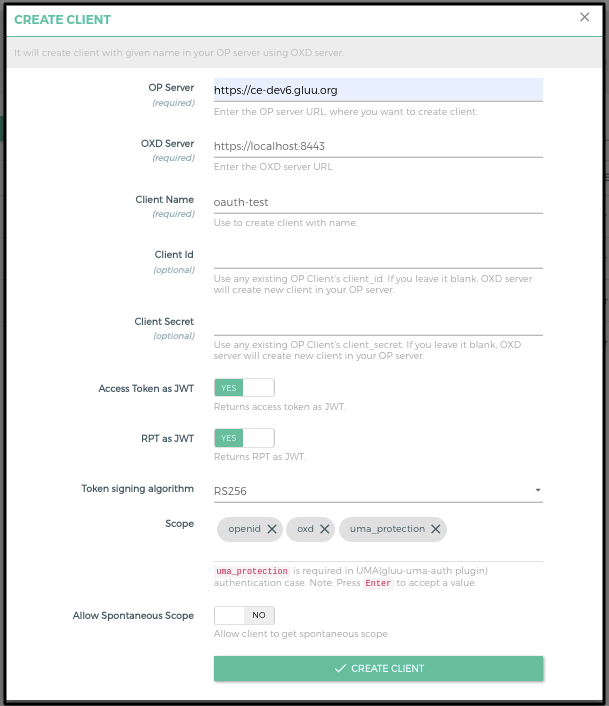 CREATE CLIENT
It will create client with given name in your OP server using OXD server.
OP Server
(required)
https://ce-dev6.gluu.org
Enter the OP server URL, where you want to create client.
OXD Server
(required)
https://localhost:8443
Enter the OXD server URL.
Client Name
(required)
oauth-test
Use to create client with name.
Client Id
(optional)
Use any existing OP Client's client_id. If you leave it blank, OXD server
will create new client in your OP server.
Client Secret
(optional)
Use any existing OP Client's client_secret. If you leave it blank, OXD
server will create new client in your OP server.
Access Token as JWT
YES
Returns access token as JWT.
RPT as JWT
YES
Returns RPT as JWT.
Token signing algorithm
RS256
Scope
openid oxd uma_protection
uma_protection is required in UMA(gluu-uma-auth plugin)
authentication case. Note: Press Enter to accept a value.
Allow Spontaneous Scope
NO
Allow client to get spontaneous scope.
CREATE CLIENT